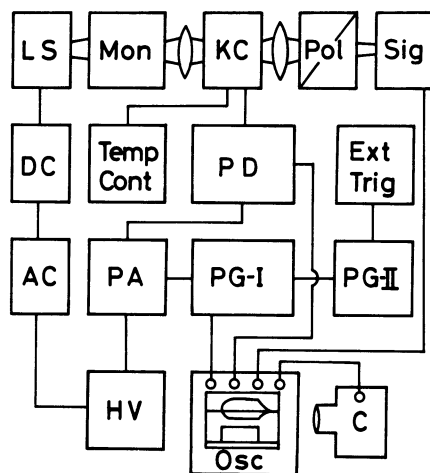 LS
Mon
KC
Pol
Sig
DC
Temp
Cont
PD
Ext
Trig
AC
PA
PG-I
PG-II
HV
Osc
C